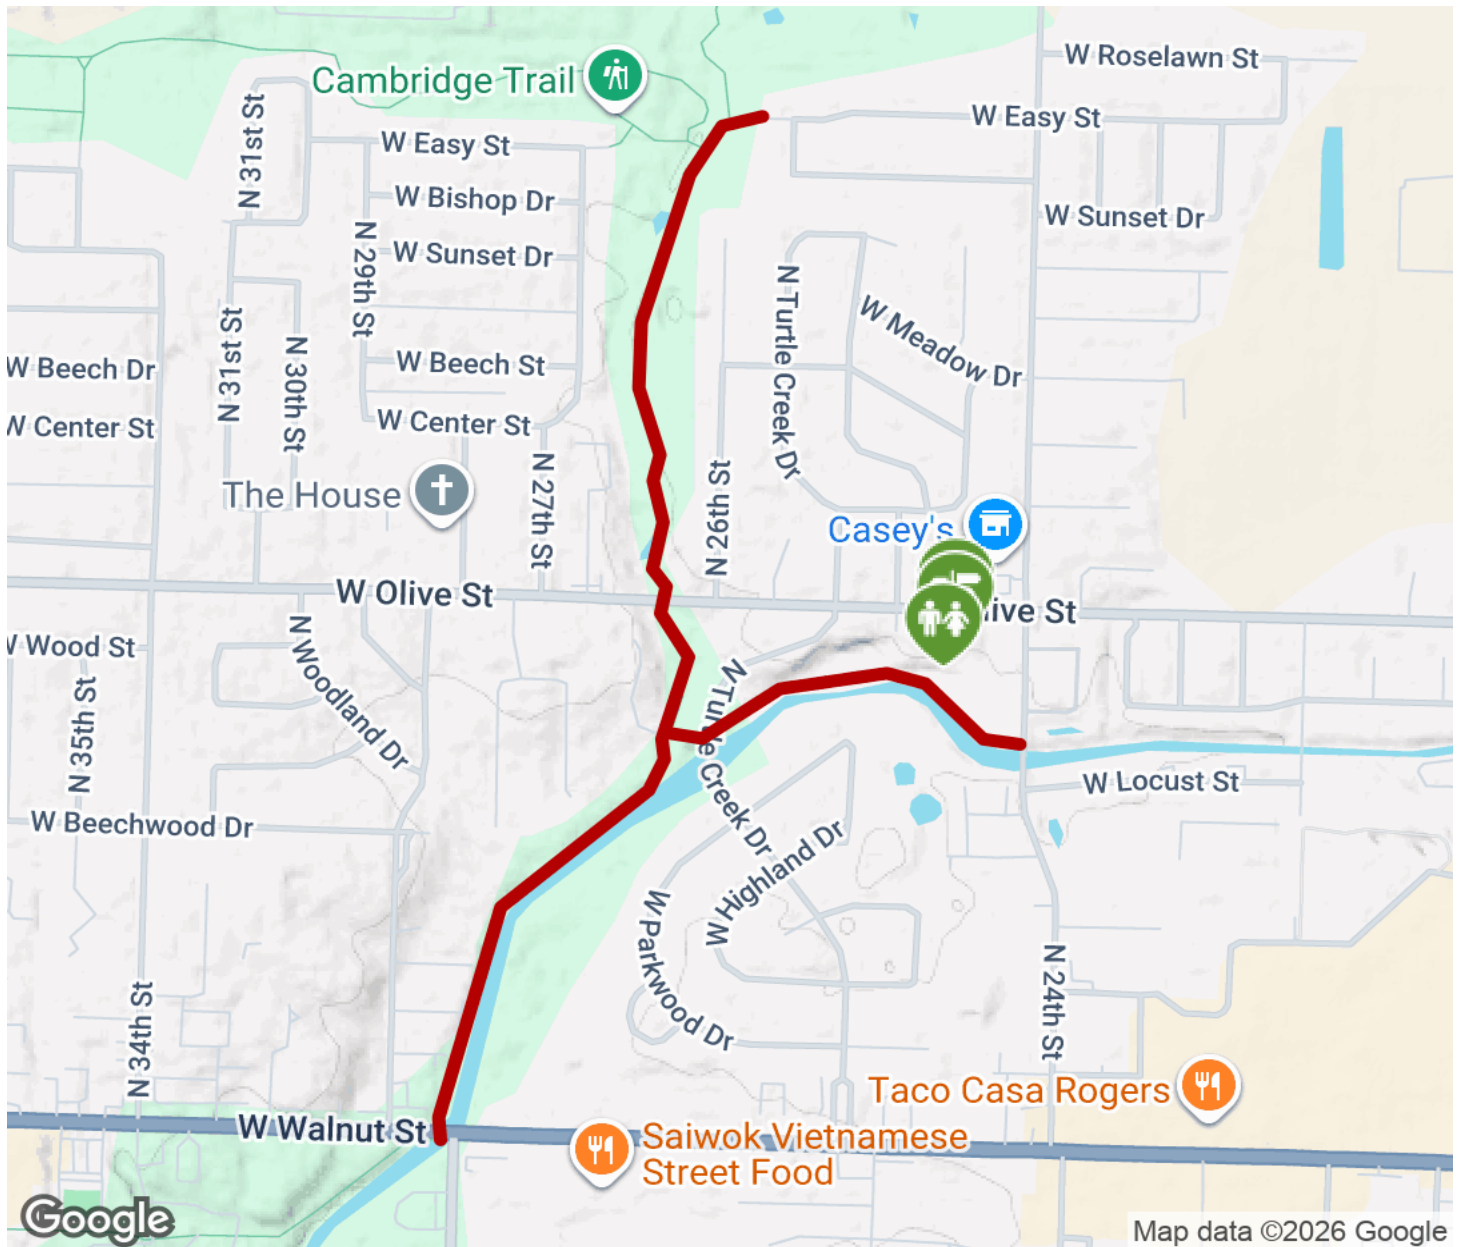 W Roselawn St
Cambridge Trail
W Easy St
W Easy St
N 31st St
W Bishop Dr
W Sunset Dr
W Sunset Dr
N 29th St
N Turtle Creek Dr
W Meadow Dr
N 31st St
N 30th St
W Beech Dr
W Beech St
W Center St
W Center St
N 27th St
N 26th St
The House
Casey's
W Olive St
live St
W Wood St
N Woodland Dr
N 35th St
N Turtle Creek Dr
W Locust St
W Beechwood Dr
W Highland Dr
W Parkwood Dr
N 24th St
N 34th St
Taco Casa Rogers
W Walnut St
Saiwok Vietnamese
Street Food
Google
Map data ©2026 Google